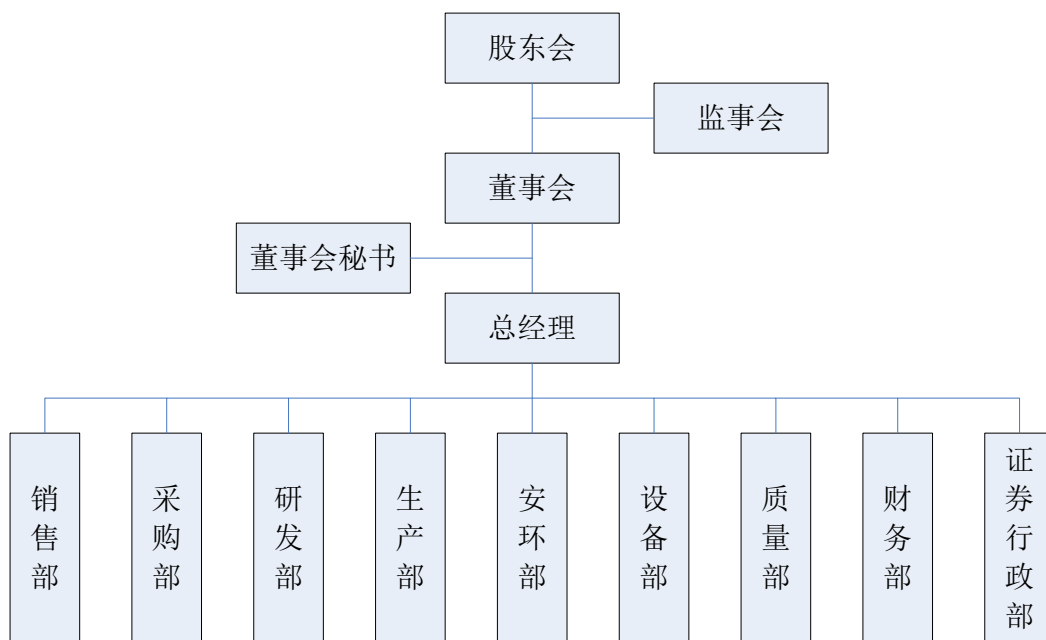 股东会
监事会
董事会
董事会秘书
总经理
销售部
采购部
研发部
生产部
安环部
设备部
质量部
财务部
证券行政部